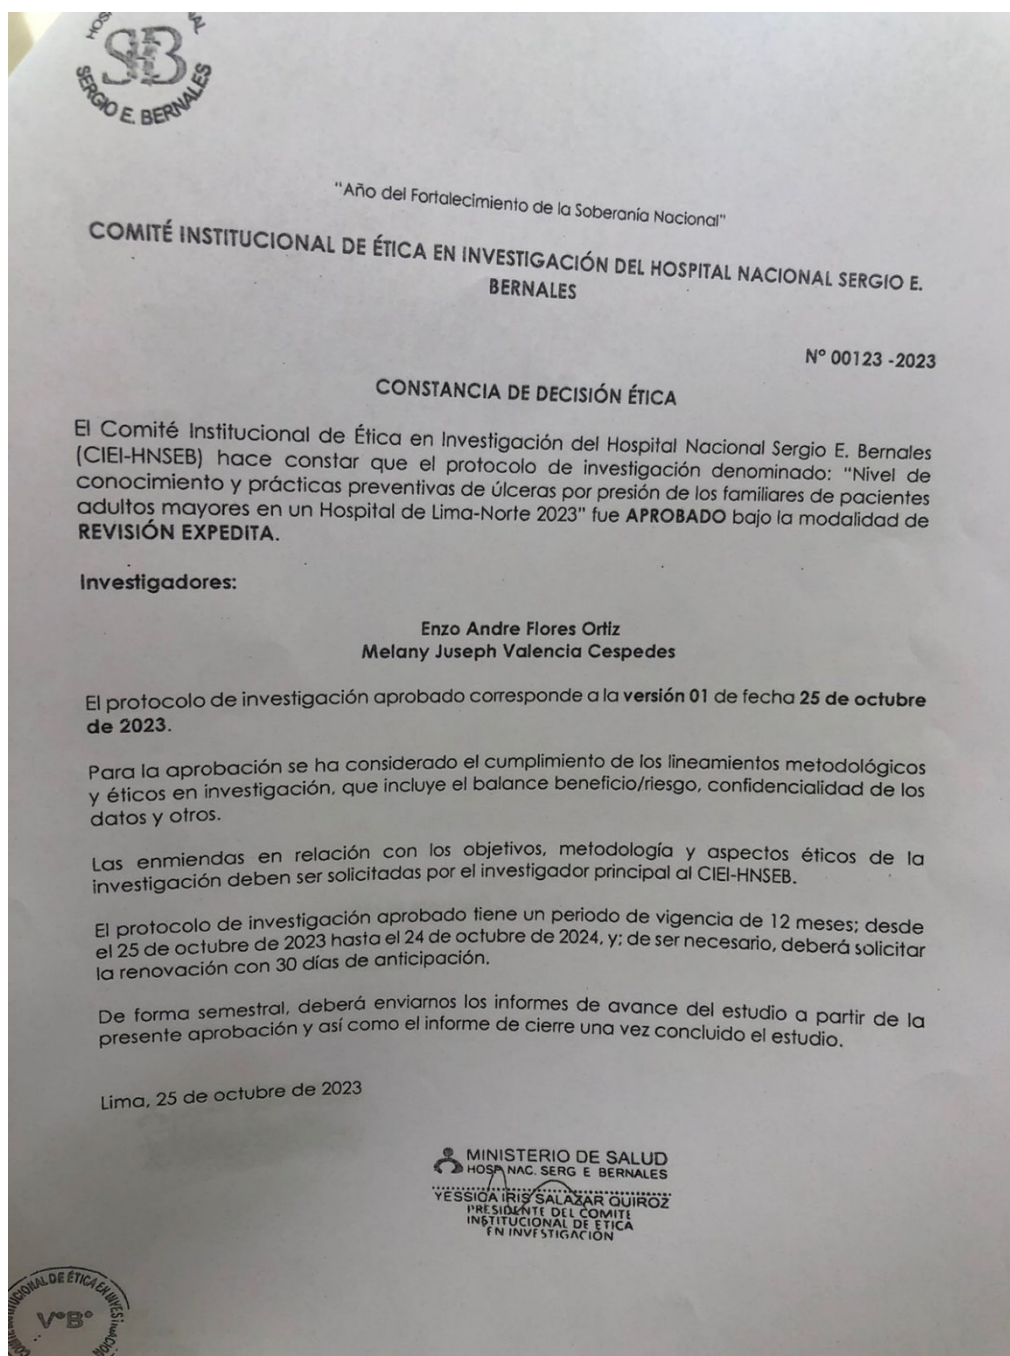 HOS
AL
SHB
SERGIO E. BERNALES
"Año del Fortalecimiento de la Soberanía Nacional"
COMITÉ INSTITUCIONAL DE ÉTICA EN INVESTIGACIÓN DEL HOSPITAL NACIONAL SERGIO E.
BERNALES
N° 00123 -2023
CONSTANCIA DE DECISIÓN ÉTICA
El Comité Institucional de Ética en Investigación del Hospital Nacional Sergio E. Bernales
(CIEI-HNSEB) hace constar que el protocolo de investigación denominado: "Nivel de
conocimiento y prácticas preventivas de úlceras por presión de los familiares de pacientes
adultos mayores en un Hospital de Lima-Norte 2023" fue APROBADO bajo la modalidad de
REVISIÓN EXPEDITA.
Investigadores:
Enzo Andre Flores Ortiz
Melany Juseph Valencia Cespedes
El protocolo de investigación aprobado corresponde a la versión 01 de fecha 25 de octubre
de 2023.
Para la aprobación se ha considerado el cumplimiento de los lineamientos metodológicos
y éticos en investigación, que incluye el balance beneficio/riesgo, confidencialidad de los
datos y otros.
Las enmiendas en relación con los objetivos, metodología y aspectos éticos de la
investigación deben ser solicitadas por el investigador principal al CIEI-HNSEB.
El protocolo de investigación aprobado tiene un periodo de vigencia de 12 meses; desde
el 25 de octubre de 2023 hasta el 24 de octubre de 2024, y; de ser necesario, deberá solicitar
la renovación con 30 días de anticipación.
De forma semestral, deberá enviarnos los informes de avance del estudio a partir de la
presente aprobación y así como el informe de cierre una vez concluido el estudio.
Lima, 25 de octubre de 2023
MINISTERIO DE SALUD
HOSP. NAC. SERG E BERNALES
YESSICA IRIS SALAZAR QUIROZ
PRESIDENTE DEL COMITE
INSTITUCIONAL DE ETICA
EN INVESTIGACIÓN
UCIONAL DE ÉTICA EN INVESTI
V°B°